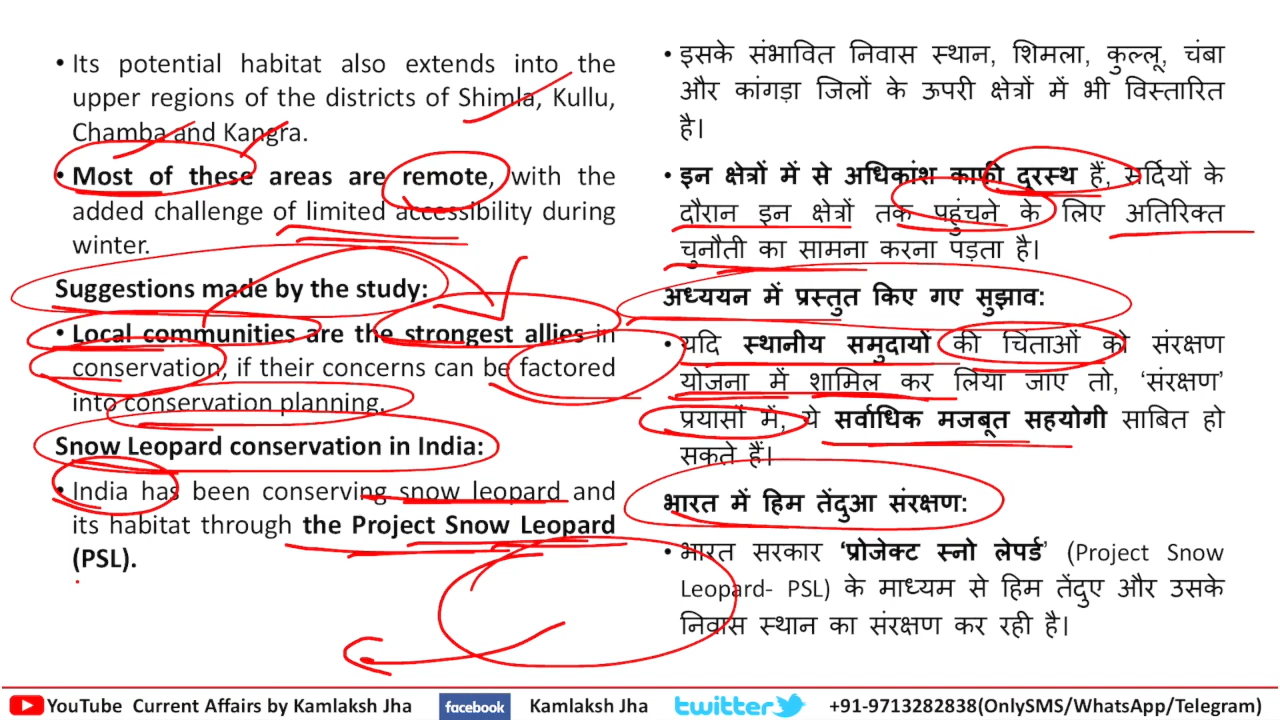 • Its potential habitat also extends into the
upper regions of the districts of Shimla, Kullu,
Chamba and Kangra.
• Most of these areas are remote, with the
added challenge of limited accessibility during
winter.
Suggestions made by the study:
• Local communities are the strongest allies in
conservation, if their concerns can be factored
into conservation planning.
Snow Leopard conservation in India:
• India has been conserving snow leopard and
its habitat through the Project Snow Leopard
(PSL).
• इसके संभावित निवास स्थान, शिमला, कुल्लू, चंबा
और कांगड़ा जिलों के ऊपरी क्षेत्रों में भी विस्तारित
है।
• इन क्षेत्रों में से अधिकांश काफी दूरस्थ हैं, सर्दियों के
दौरान इन क्षेत्रों तक पहुंचने के लिए अतिरिक्त
चुनौती का सामना करना पड़ता है।
अध्ययन में प्रस्तुत किए गए सुझाव:
• यदि स्थानीय समुदायों की चिंताओं को संरक्षण
योजना में शामिल कर लिया जाए तो, ‘संरक्षण’
प्रयासों में, ये सर्वाधिक मजबूत सहयोगी साबित हो
सकते हैं।
भारत में हिम तेंदुआ संरक्षण:
• भारत सरकार ‘प्रोजेक्ट स्नो लेपर्ड’ (Project Snow
Leopard- PSL) के माध्यम से हिम तेंदुए और उसके
निवास स्थान का संरक्षण कर रही है।
YouTube Current Affairs by Kamlaksh Jha facebook Kamlaksh Jha twitter +91-9713282838(OnlySMS/WhatsApp/Telegram)